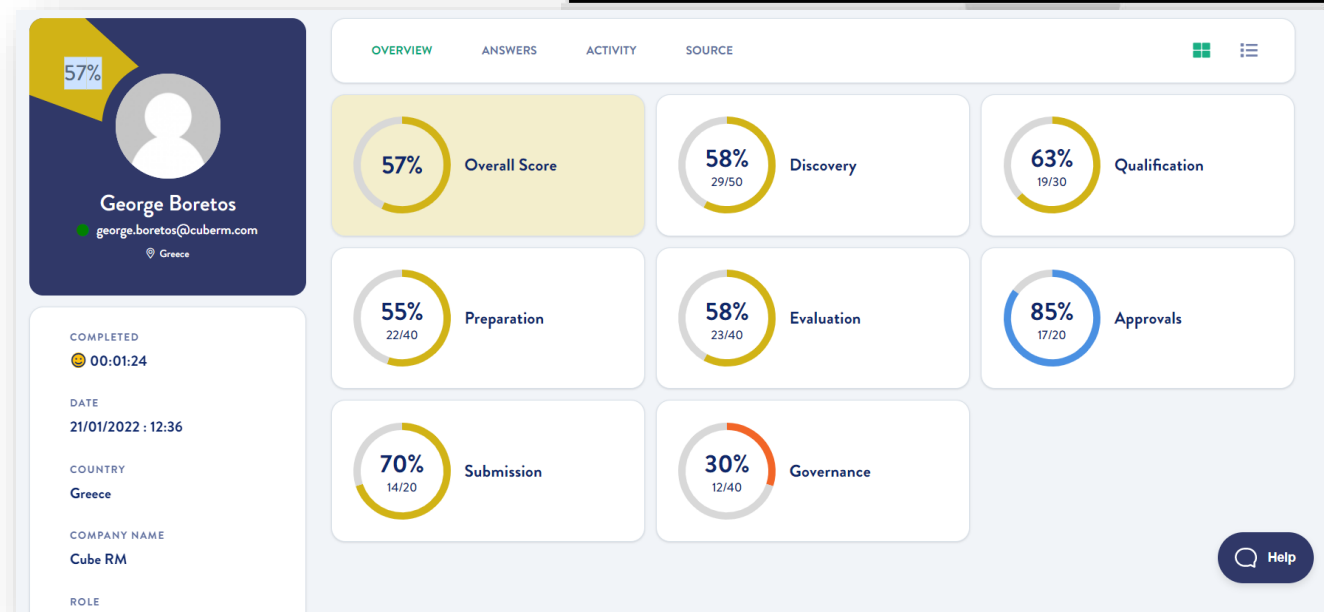 57%
George Boretos
george.boretos@cuberm.com
Greece
COMPLETED
00:01:24
DATE
21/01/2022 : 12:36
COUNTRY
Greece
COMPANY NAME
Cube RM
ROLE
OVERVIEW ANSWERS ACTIVITY SOURCE
57% Overall Score
58%
29/50
Discovery
63%
19/30
Qualification
55%
22/40
Preparation
58%
23/40
Evaluation
85%
17/20
Approvals
70%
14/20
Submission
30%
12/40
Governance
Help